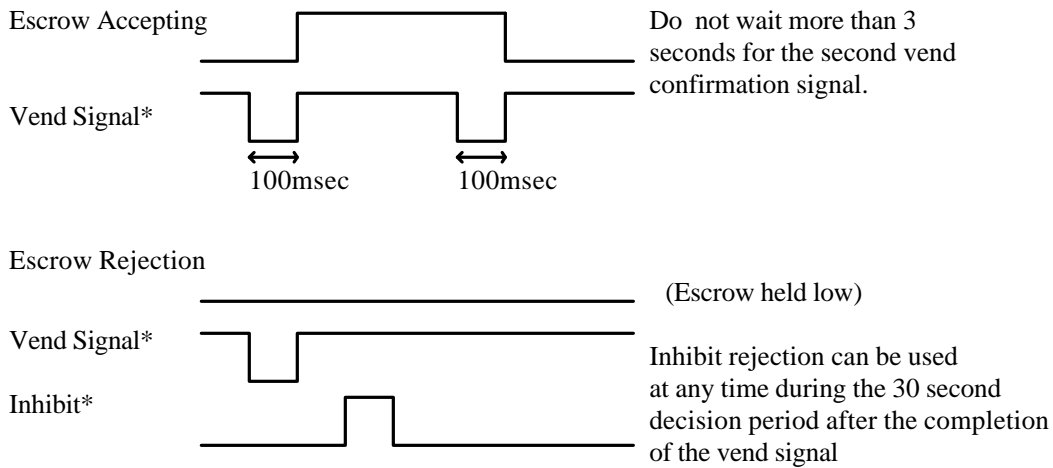 Escrow Accepting
Do not wait more than 3
seconds for the second vend
confirmation signal.
Vend Signal*
100msec
100msec
Escrow Rejection
(Escrow held low)
Vend Signal*
Inhibit rejection can be used
at any time during the 30 second
decision period after the completion
of the vend signal
Inhibit*